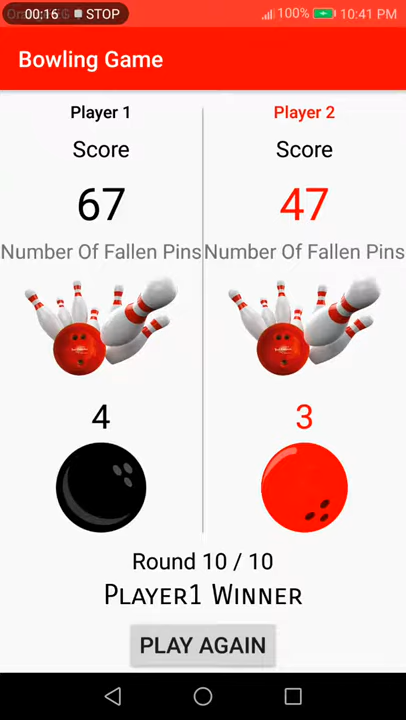 00:16 STOP 100% 10:41 PM
Bowling Game
Player 1
Score
67
Number Of Fallen Pins
4
Player 2
Score
47
Number Of Fallen Pins
3
Round 10 / 10
Player1 Winner
PLAY AGAIN